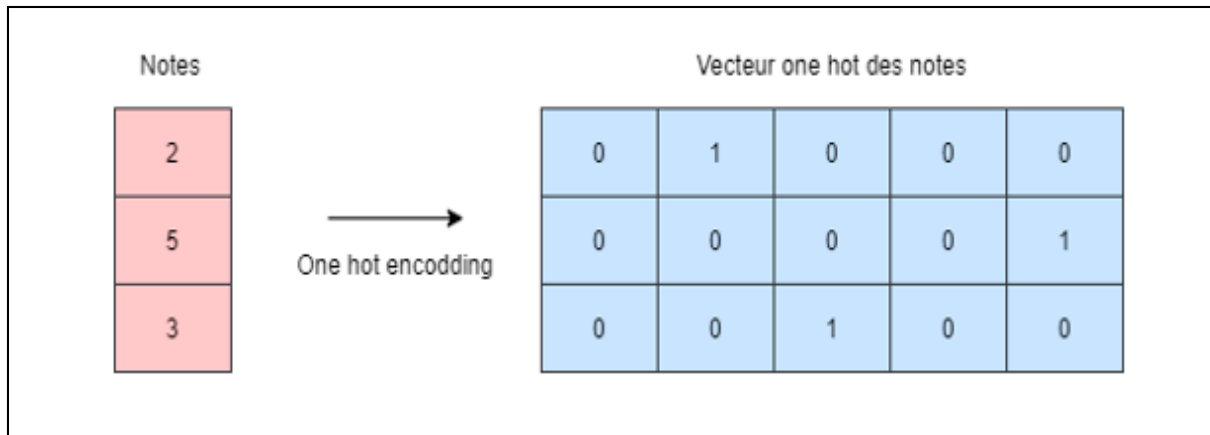 Notes
Vecteur one hot des notes
2
0 1 0 0 0
5
0 0 0 0 1
One hot encodding
3
0 0 1 0 0